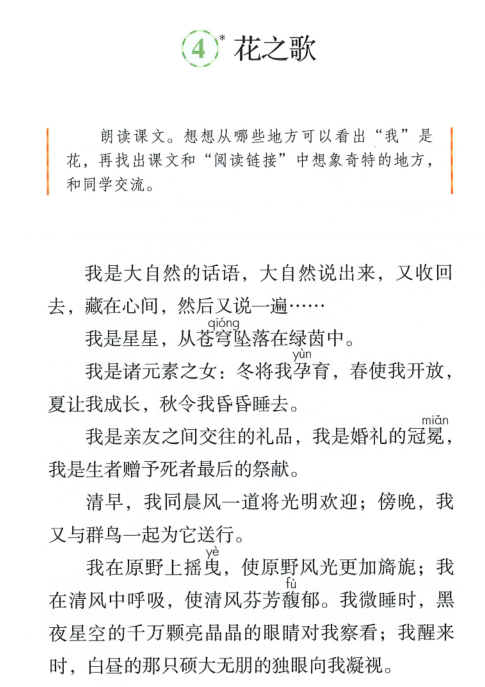 4* 花之歌
朗读课文。想想从哪些地方可以看出“我”是
花，再找出课文和“阅读链接”中想象奇特的地方，
和同学交流。
我是大自然的话语，大自然说出来，又收回
去，藏在心间，然后又说一遍……
qióng
我是星星，从苍穹坠落在绿茵中。
yùn
我是诸元素之女：冬将我孕育，春使我开放，
夏让我成长，秋令我昏昏睡去。
miǎn
我是亲友之间交往的礼品，我是婚礼的冠冕，
我是生者赠予死者最后的祭献。
清早，我同晨风一道将光明欢迎；傍晚，我
又与群鸟一起为它送行。
yè
我在原野上摇曳，使原野风光更加旖旎；我
fù
在清风中呼吸，使清风芬芳馥郁。我微睡时，黑
夜星空的千万颗亮晶晶的眼睛对我察看；我醒来
时，白昼的那只硕大无朋的独眼向我凝视。